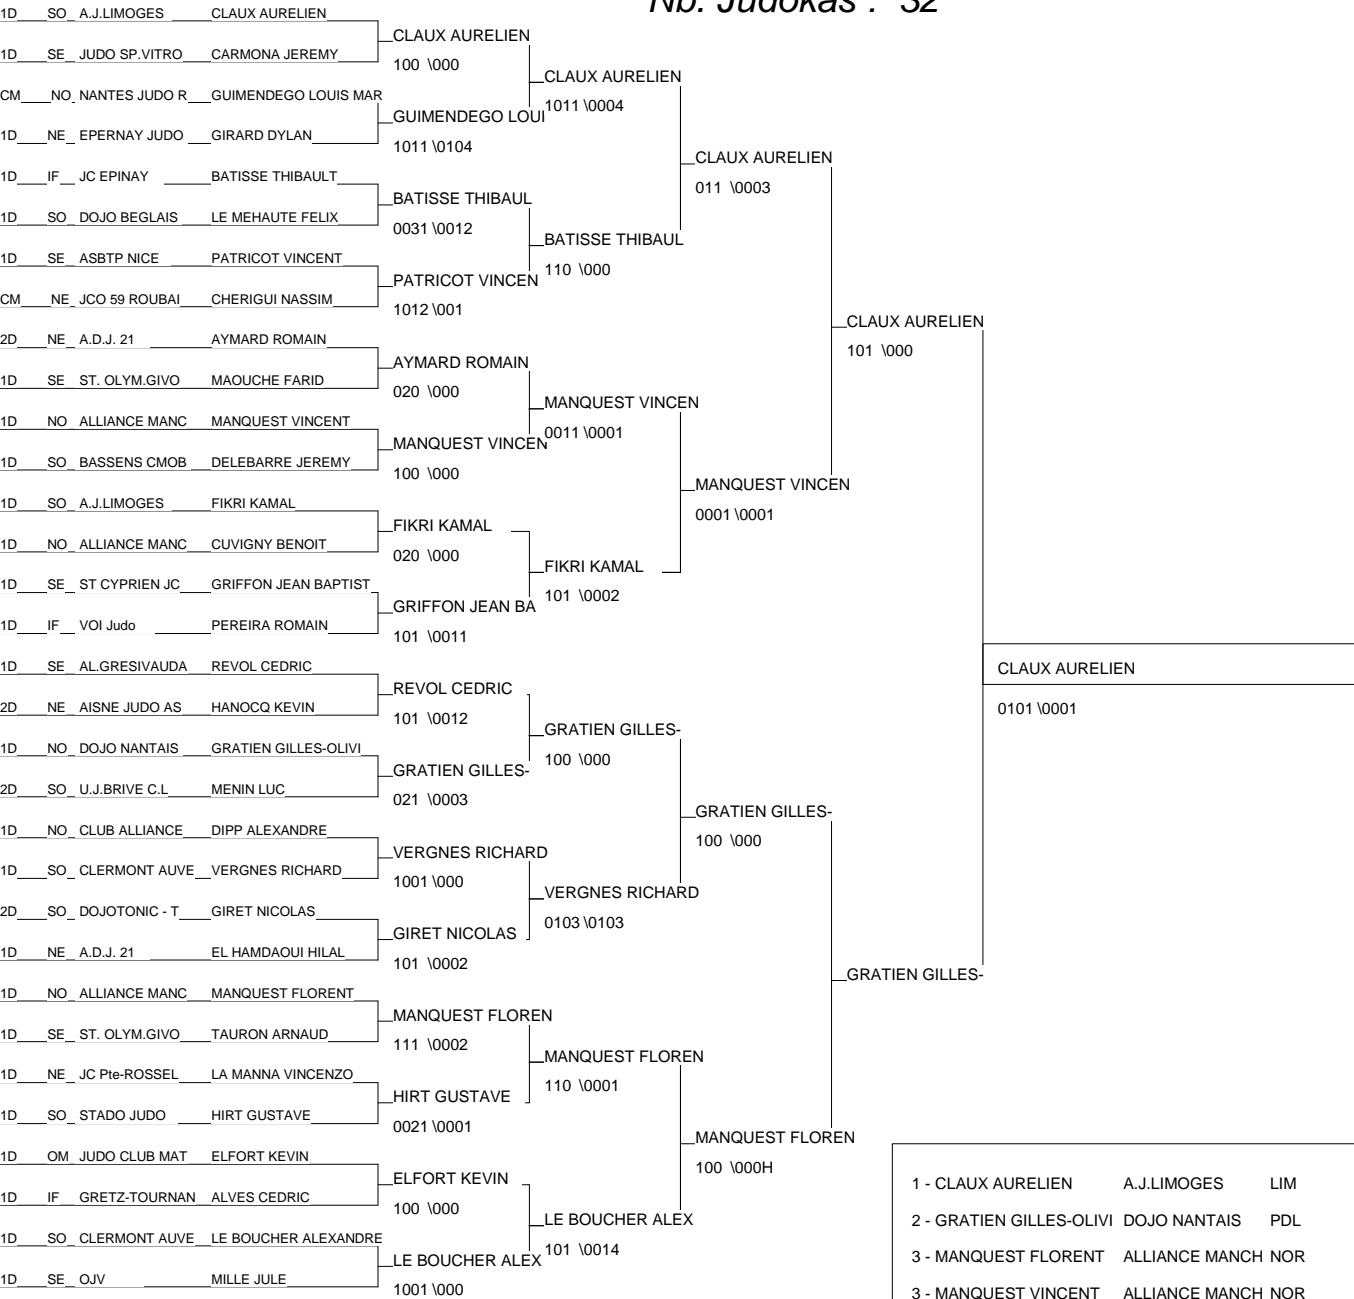 Nb. Judokas : 32
1D SO A.J.LIMOGES CLAUX AURELIEN
1D SE JUDO SP.VITRO CARMONA JEREMY
CM NO NANTES JUDO R GUIMENDEGO LOUIS MAR
1D NE EPERNAY JUDO GIRARD DYLAN
1D IF JC EPINAY BATISSE THIBAULT
1D SO DOJO BEGLAIS LE MEHAUTE FELIX
1D SE ASBTP NICE PATRICOT VINCENT
CM NE JCO 59 ROUBAI CHERIGUI NASSIM
2D NE A.D.J. 21 AYMARD ROMAIN
1D SE ST. OLYM.GIVO MAOUCHE FARID
1D NO ALLIANCE MANC MANQUEST VINCENT
1D SO BASSENS CMOB DELEBARRE JEREMY
1D SO A.J.LIMOGES FIKRI KAMAL
1D NO ALLIANCE MANC CUVIGNY BENOIT
1D SE ST CYPRIEN JC GRIFFON JEAN BAPTIST
1D IF VOI Judo PEREIRA ROMAIN
1D SE AL.GRESIVAUDA REVOL CEDRIC
2D NE AISNE JUDO AS HANOCQ KEVIN
1D NO DOJO NANTAIS GRATIEN GILLES-OLIVI
2D SO U.J.BRIVE C.L MENIN LUC
1D NO CLUB ALLIANCE DIPP ALEXANDRE
1D SO CLERMONT AUVE VERGNES RICHARD
2D SO DOJOTONIC - T GIRET NICOLAS
1D NE A.D.J. 21 EL HAMDAOUI HILAL
1D NO ALLIANCE MANC MANQUEST FLORENT
1D SE ST. OLYM.GIVO TAURON ARNAUD
1D NE JC Pte-ROSSEL LA MANNA VINCENZO
1D SO STADO JUDO HIRT GUSTAVE
1D OM JUDO CLUB MAT ELFORT KEVIN
1D IF GRETZ-TOURNAN ALVES CEDRIC
1D SO CLERMONT AUVE LE BOUCHER ALEXANDRE
1D SE OJV MILLE JULE
CLAUX AURELIEN
100 \000
GUIMENDEGO LOUI
1011 \0104
BATISSE THIBAUL
0031 \0012
PATRICOT VINCEN
1012 \001
AYMARD ROMAIN
020 \000
MANQUEST VINCEN
100 \000
FIKRI KAMAL
020 \000
GRIFFON JEAN BA
101 \0011
REVOL CEDRIC
101 \0012
GRATIEN GILLES-
021 \0003
VERGNES RICHARD
1001 \000
GIRET NICOLAS
101 \0002
MANQUEST FLOREN
111 \0002
HIRT GUSTAVE
0021 \0001
ELFORT KEVIN
100 \000
LE BOUCHER ALEX
1001 \000
CLAUX AURELIEN
1011 \0004
BATISSE THIBAUL
110 \000
MANQUEST VINCEN
0011 \0001
FIKRI KAMAL
101 \0002
GRATIEN GILLES-
100 \000
VERGNES RICHARD
0103 \0103
MANQUEST FLOREN
110 \0001
LE BOUCHER ALEX
101 \0014
CLAUX AURELIEN
011 \0003
MANQUEST VINCEN
0001 \0001
GRATIEN GILLES-
100 \000
MANQUEST FLOREN
100 \000H
CLAUX AURELIEN
101 \000
GRATIEN GILLES-
CLAUX AURELIEN
0101 \0001
1 - CLAUX AURELIEN A.J.LIMOGES LIM
2 - GRATIEN GILLES-OLIVI DOJO NANTAIS PDL
3 - MANQUEST FLORENT ALLIANCE MANCH NOR
3 - MANQUEST VINCENT ALLIANCE MANCH NOR